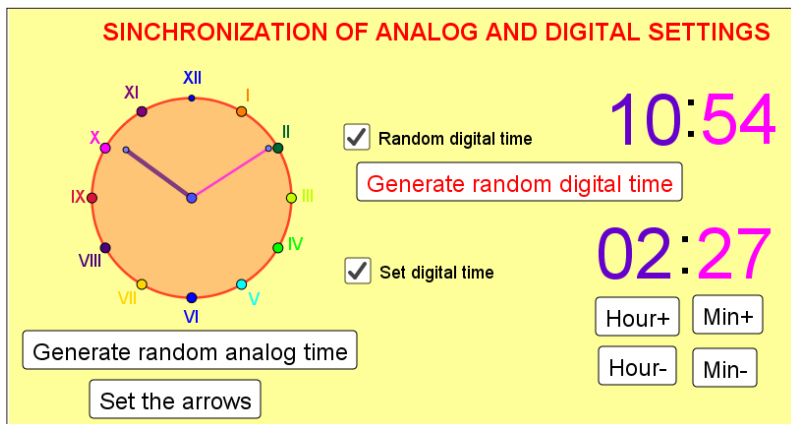 SINCHRONIZATION OF ANALOG AND DIGITAL SETTINGS
XII
XI
I
X
II
IX
III
VIII
IV
VII
V
VI
Generate random analog time
Set the arrows
Random digital time
10:54
Generate random digital time
Set digital time
02:27
Hour+ Min+
Hour- Min-